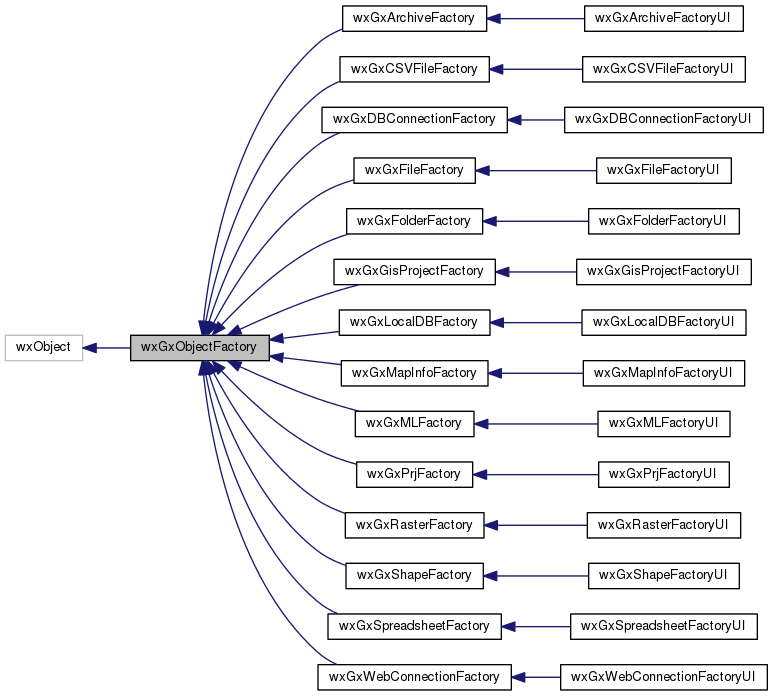 wxGxArchiveFactory
wxGxArchiveFactoryUI
wxGxCSVFileFactory
wxGxCSVFileFactoryUI
wxGxDBConnectionFactory
wxGxDBConnectionFactoryUI
wxGxFileFactory
wxGxFileFactoryUI
wxGxFolderFactory
wxGxFolderFactoryUI
wxGxGisProjectFactory
wxGxGisProjectFactoryUI
wxGxLocalDBFactory
wxGxLocalDBFactoryUI
wxObject
wxGxObjectFactory
wxGxMapInfoFactory
wxGxMapInfoFactoryUI
wxGxMLFactory
wxGxMLFactoryUI
wxGxPrjFactory
wxGxPrjFactoryUI
wxGxRasterFactory
wxGxRasterFactoryUI
wxGxShapeFactory
wxGxShapeFactoryUI
wxGxSpreadsheetFactory
wxGxSpreadsheetFactoryUI
wxGxWebConnectionFactory
wxGxWebConnectionFactoryUI